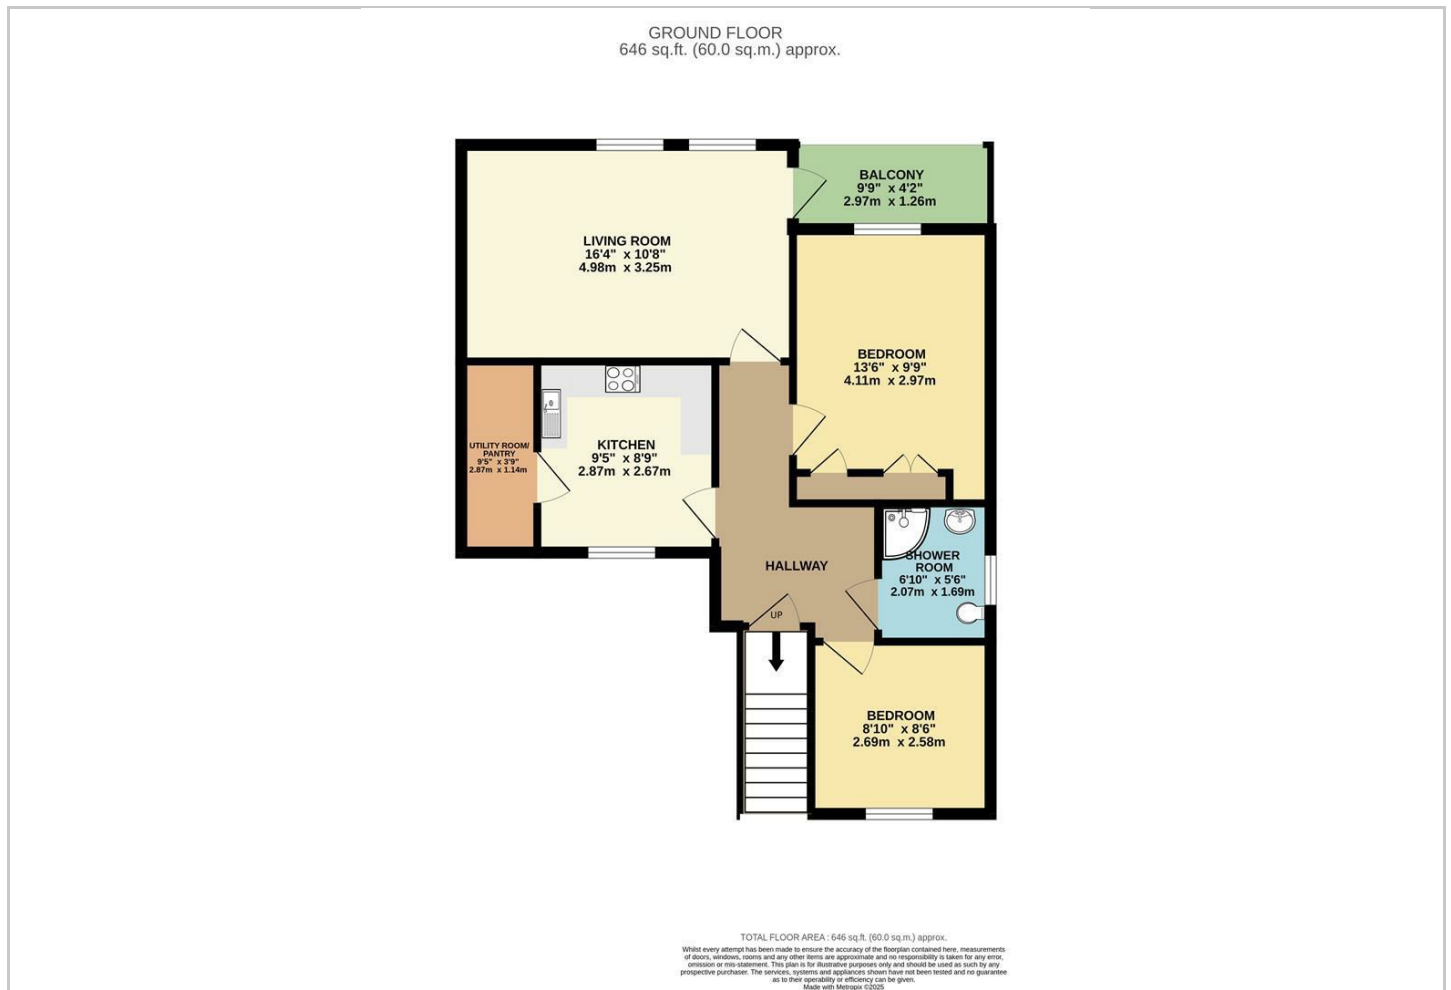 GROUND FLOOR
646 sq.ft. (60.0 sq.m.) approx.
BALCONY
9'9" x 4'2"
2.97m x 1.26m
LIVING ROOM
16'4" x 10'8"
4.98m x 3.25m
BEDROOM
13'6" x 9'9"
4.11m x 2.97m
UTILITY ROOM/
PANTRY
9'5" x 3'9"
2.87m x 1.14m
KITCHEN
9'5" x 8'9"
2.87m x 2.67m
HALLWAY
SHOWER
ROOM
6'10" x 5'6"
2.07m x 1.69m
UP
BEDROOM
8'10" x 8'6"
2.69m x 2.58m
TOTAL FLOOR AREA : 646 sq.ft. (60.0 sq.m.) approx.
Whilst every attempt has been made to ensure the accuracy of the floorplan contained here, measurements
of doors, windows, rooms and any other items are approximate and no responsibility is taken for any error,
omission or mis-statement. This plan is for illustrative purposes only and should be used as such by any
prospective purchaser. The services, systems and appliances shown have not been tested and no guarantee
as to their operability or efficiency can be given.
Made with Metropix ©2025